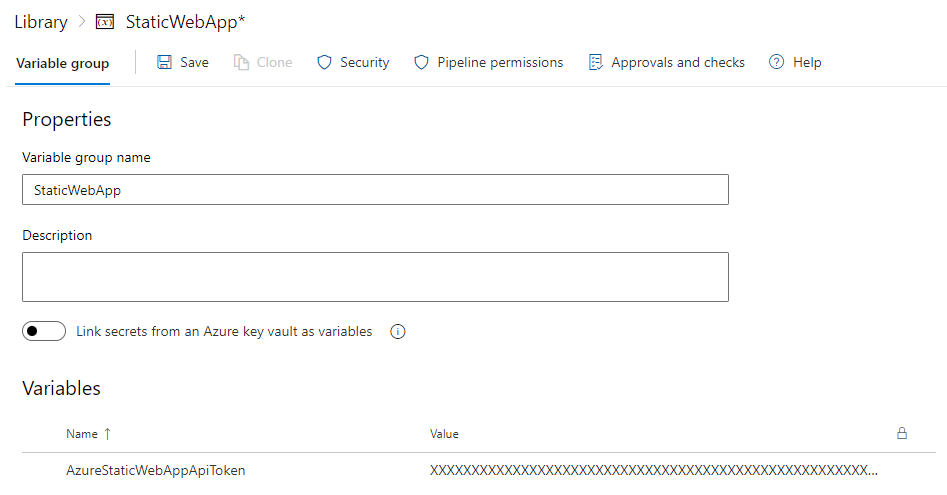 Library > StaticWebApp*
Variable group Save Clone Security Pipeline permissions Approvals and checks Help
Properties
Variable group name
StaticWebApp
Description
Link secrets from an Azure key vault as variables
Variables
Name ↑ Value
AzureStaticWebAppApiToken XXXXXXXXXXXXXXXXXXXXXXXXXXXXXXXXXXXXXXXXXXXXXXXXXXXXX...